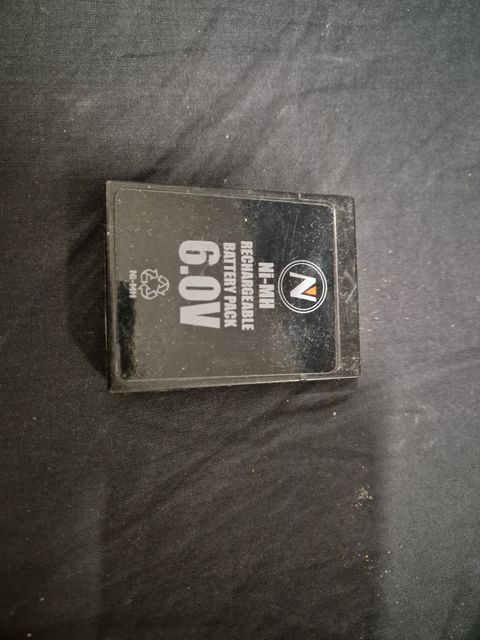 N
Ni-MH
RECHARGEABLE
BATTERY PACK
6.0V
Ni-MH